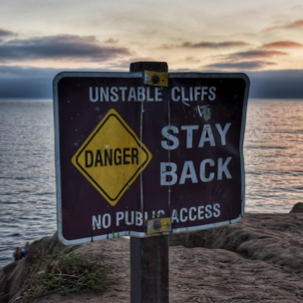 UNSTABLE CLIFFS
DANGER
STAY
BACK
NO PUBLIC ACCESS